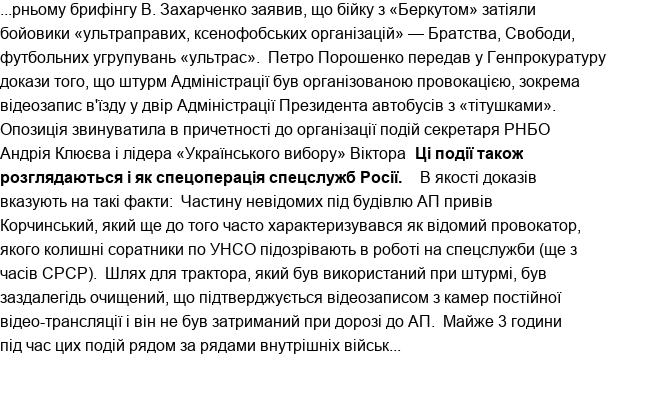 ...рньому брифінгу В. Захарченко заявив, що бійку з «Беркутом» затіяли
бойовики «ультраправих, ксенофобських організацій» — Братства, Свободи,
футбольних угрупувань «ультрас».  Петро Порошенко передав у Генпрокуратуру
докази того, що штурм Адміністрації був організованою провокацією, зокрема
відеозапис в'їзду у двір Адміністрації Президента автобусів з «тітушками».
Опозиція звинуватила в причетності до організації подій секретаря РНБО
Андрія Клюєва і лідера «Українського вибору» Віктора  Ці події також
розглядаються і як спецоперація спецслужб Росії.    В якості доказів
вказують на такі факти:  Частину невідомих під будівлю АП привів
Корчинський, який ще до того часто характеризувався як відомий провокатор,
якого колишні соратники по УНСО підозрівають в роботі на спецслужби (ще з
часів СРСР).  Шлях для трактора, який був використаний при штурмі, був
заздалегідь очищений, що підтверджується відеозаписом з камер постійної
відео-трансляції і він не був затриманий при дорозі до АП.  Майже 3 години
під час цих подій рядом за рядами внутрішніх військ...